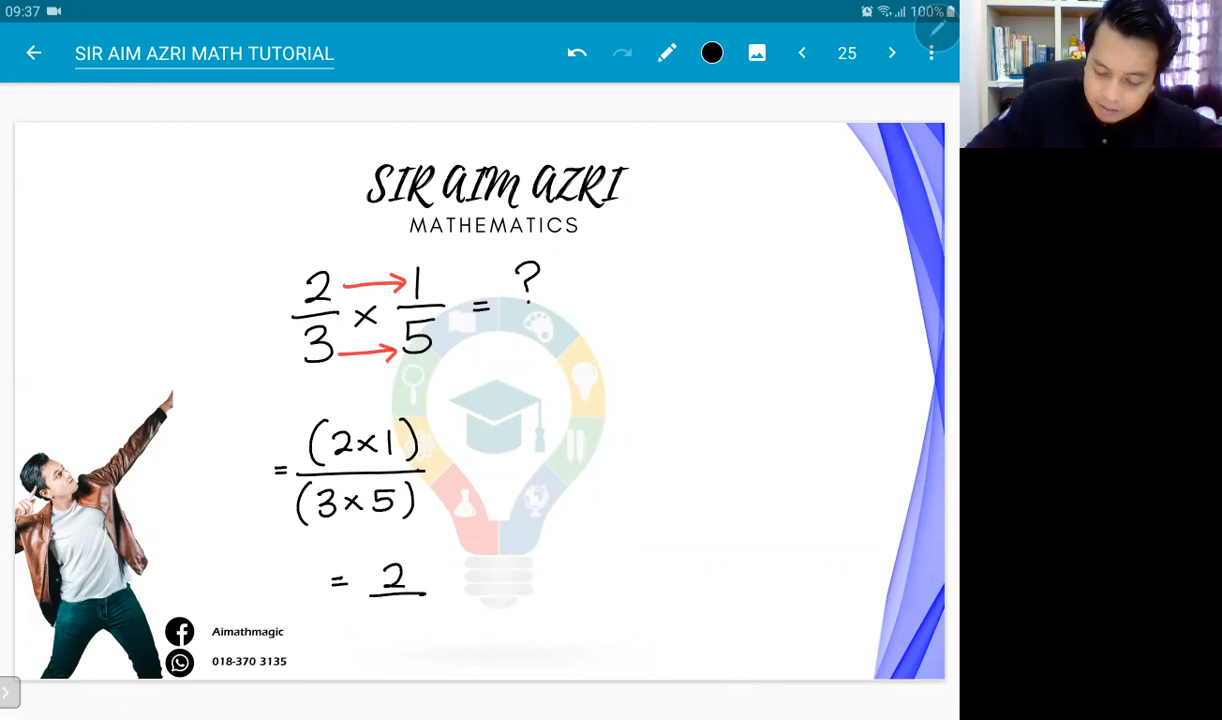 09:37 100%
SIR AIM AZRI MATH TUTORIAL 25
SIR AIM AZRI
MATHEMATICS
2/3 × 1/5 = ?
= (2×1)/(3×5)
= 2
Aimathmagic
018-370 3135